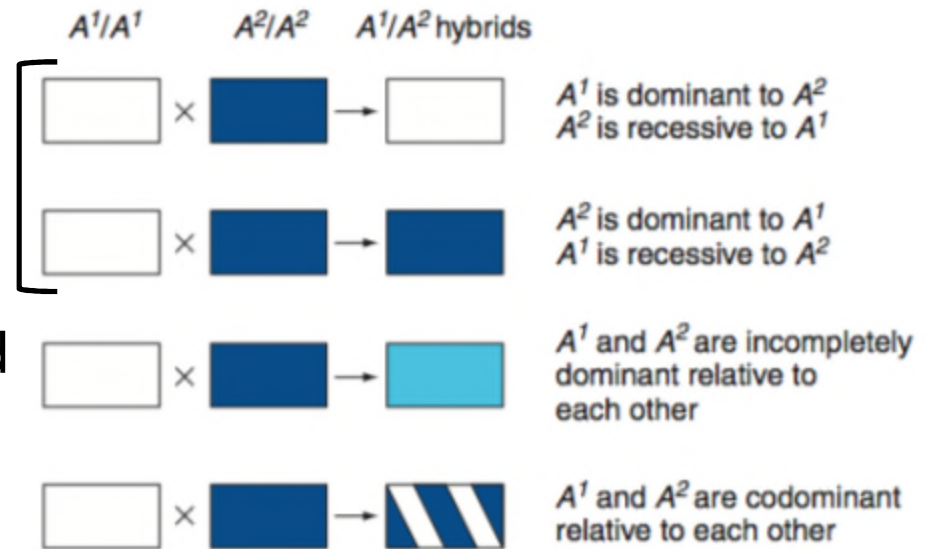 A¹/A¹ A²/A² A¹/A² hybrids
× → A¹ is dominant to A²
A² is recessive to A¹
× → A² is dominant to A¹
A¹ is recessive to A²
× → A¹ and A² are incompletely
dominant relative to
each other
× → A¹ and A² are codominant
relative to each other